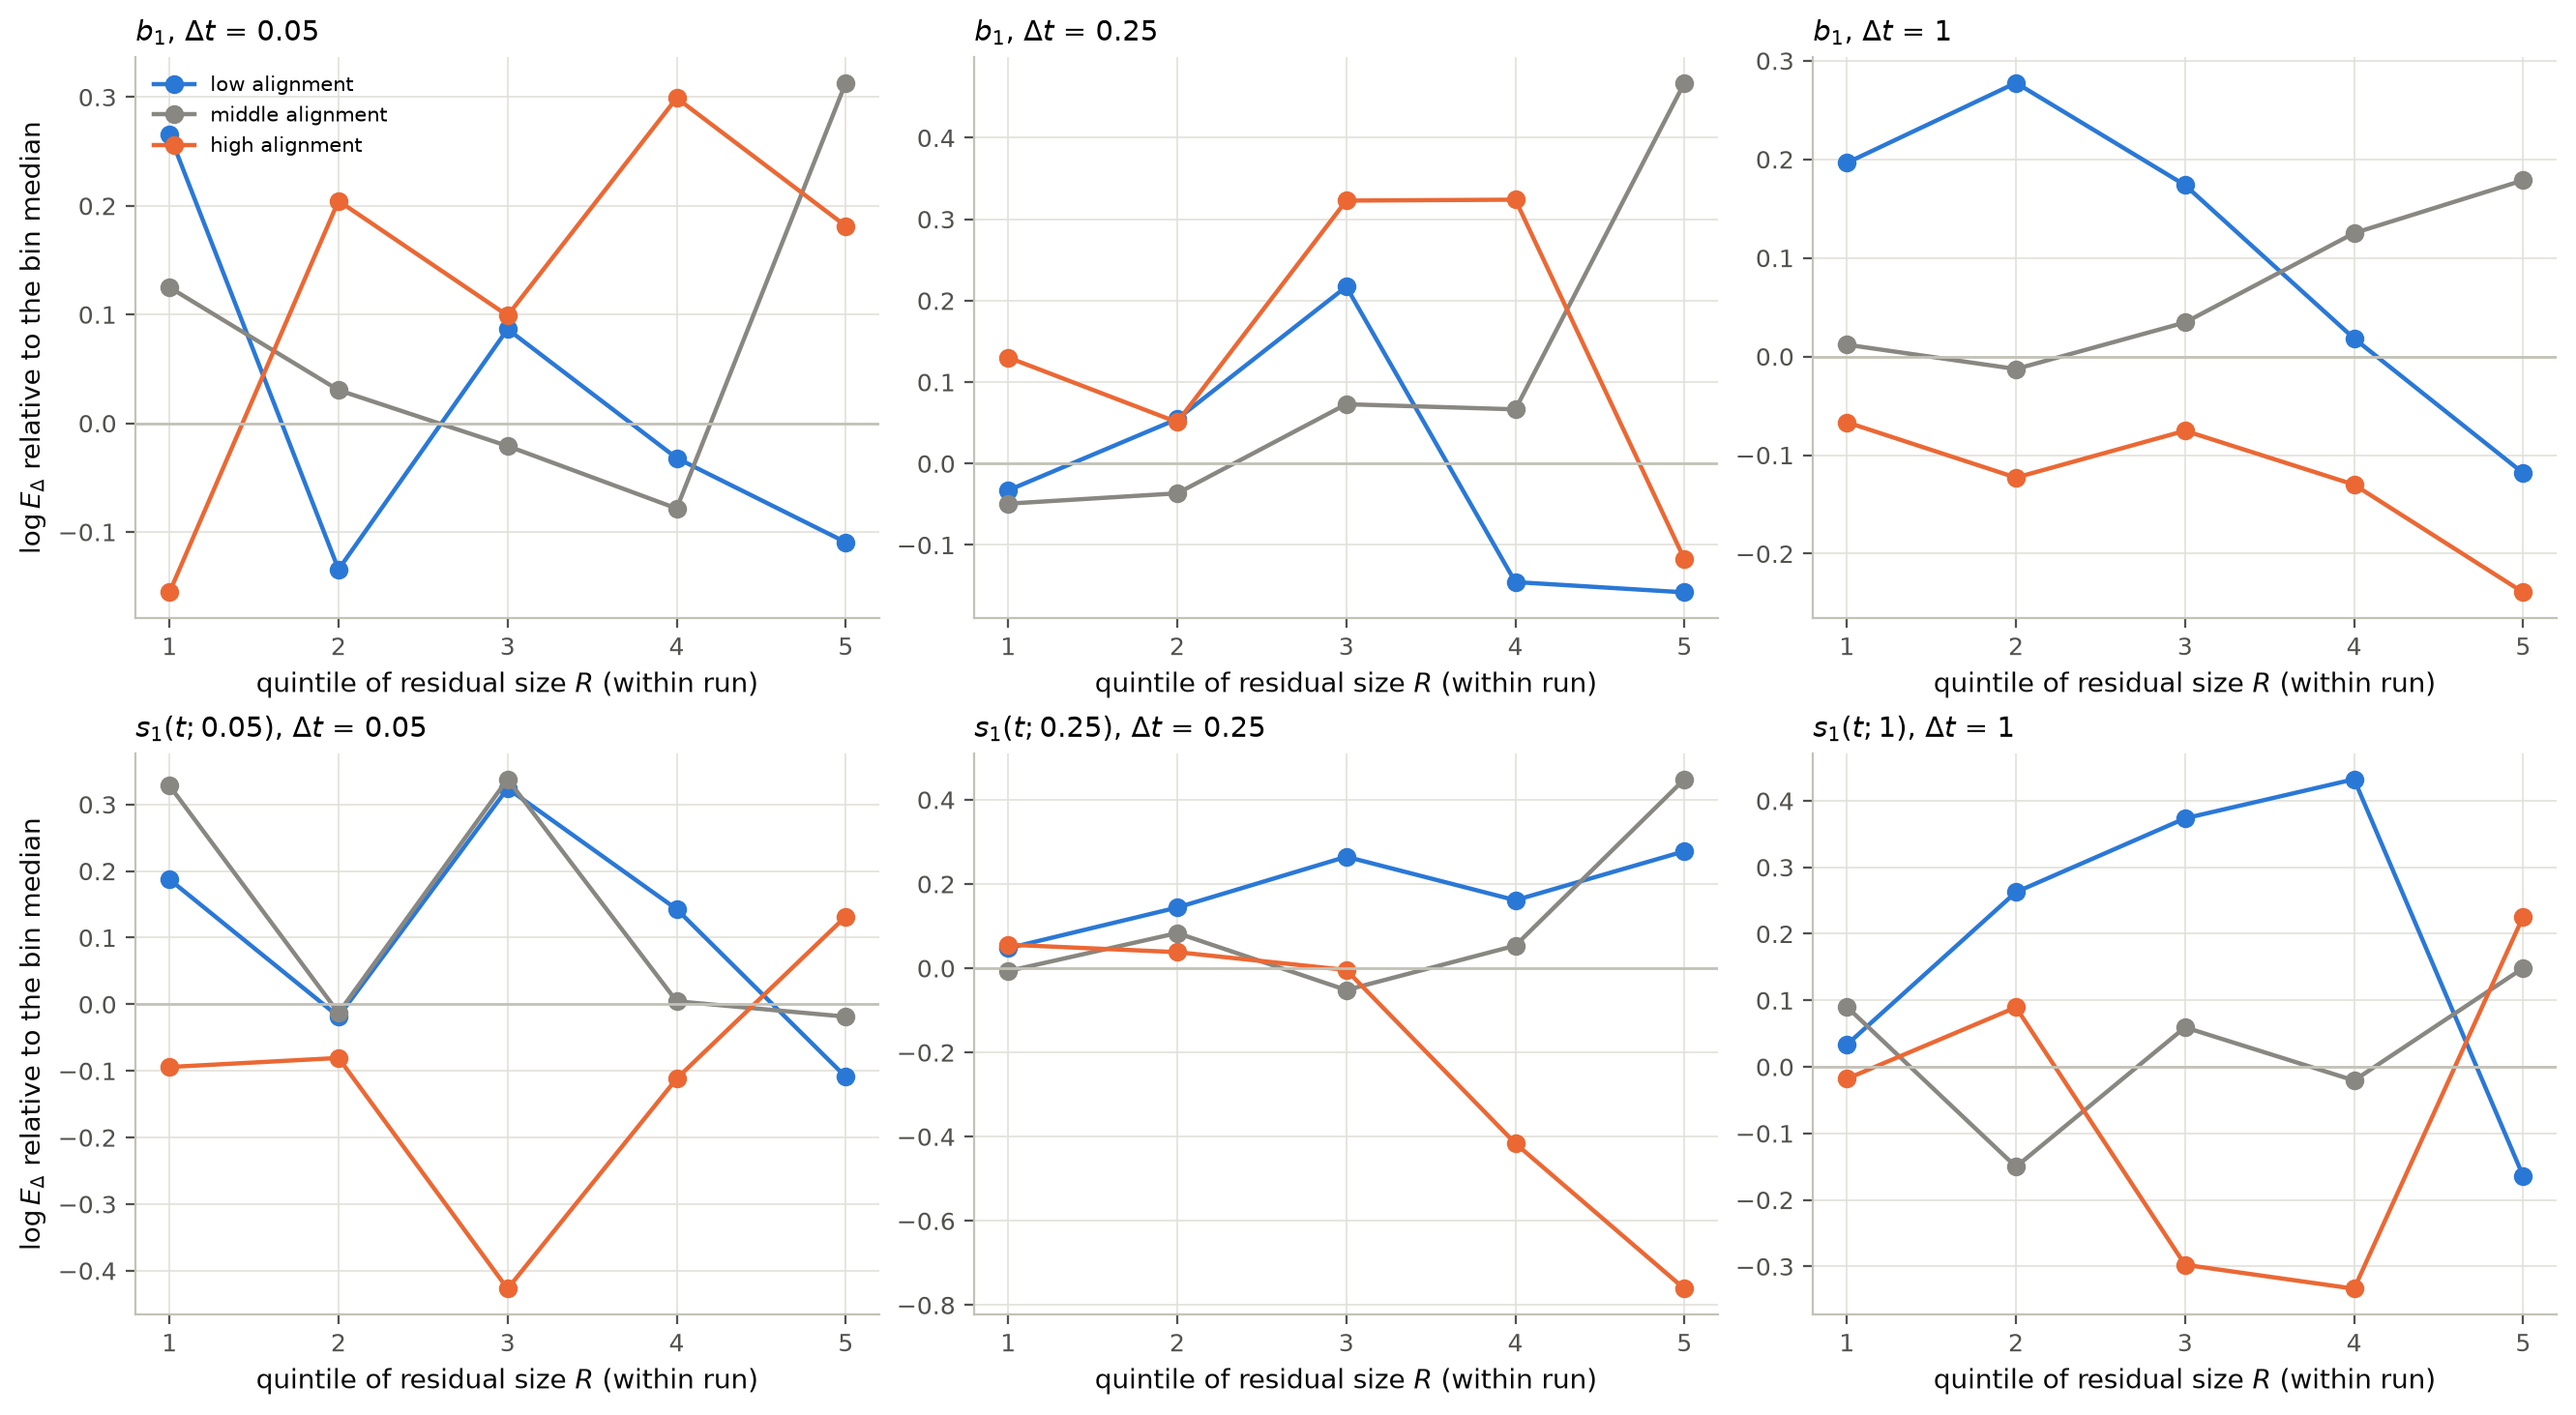 b₁, Δt = 0.05
low alignment
middle alignment
high alignment
0.3
0.2
0.1
0.0
−0.1
log E_Δ relative to the bin median
1 2 3 4 5
quintile of residual size R (within run)
b₁, Δt = 0.25
0.4
0.3
0.2
0.1
0.0
−0.1
1 2 3 4 5
quintile of residual size R (within run)
b₁, Δt = 1
0.3
0.2
0.1
0.0
−0.1
−0.2
1 2 3 4 5
quintile of residual size R (within run)
s₁(t; 0.05), Δt = 0.05
0.3
0.2
0.1
0.0
−0.1
−0.2
−0.3
−0.4
log E_Δ relative to the bin median
1 2 3 4 5
quintile of residual size R (within run)
s₁(t; 0.25), Δt = 0.25
0.4
0.2
0.0
−0.2
−0.4
−0.6
−0.8
1 2 3 4 5
quintile of residual size R (within run)
s₁(t; 1), Δt = 1
0.4
0.3
0.2
0.1
0.0
−0.1
−0.2
−0.3
1 2 3 4 5
quintile of residual size R (within run)